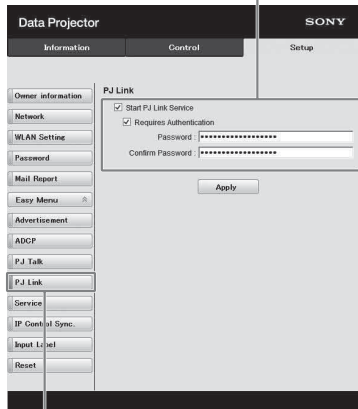 Data Projector
SONY
Information
Control
Setup
Owner information
Network
WLAN Setting
Password
Mail Report
Easy Menu
Advertisement
ADCP
PJ Talk
PJ Link
Service
IP Control Sync.
Input Label
Reset
PJ Link
Start PJ Link Service
Requires Authentication
Password : ••••••••••••••••••
Confirm Password : ••••••••••••••••••
Apply